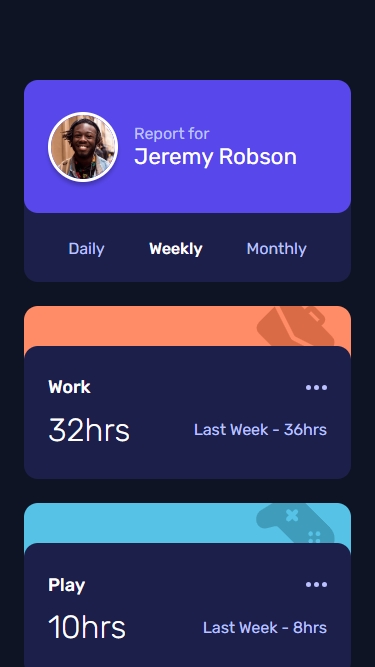 Report for
Jeremy Robson
Daily Weekly Monthly
Work
32hrs Last Week - 36hrs
Play
10hrs Last Week - 8hrs